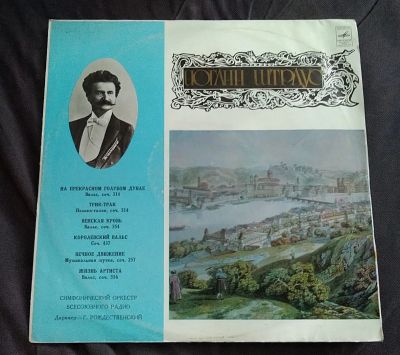 ИОГАНН ШТРАУС
НА ПРЕКРАСНОМ ГОЛУБОМ ДУНАЕ
Вальс, соч. 314
ТРИК-ТРАК
Полька-галоп, соч. 214
ВЕНСКАЯ КРОВЬ
Вальс, соч. 354
КОРОЛЕВСКИЙ ВАЛЬС
Соч. 437
ВЕЧНОЕ ДВИЖЕНИЕ
Музыкальная шутка, соч. 257
ЖИЗНЬ АРТИСТА
Вальс, соч. 316
СИМФОНИЧЕСКИЙ ОРКЕСТР
ВСЕСОЮЗНОГО РАДИО
Дирижер — Г. РОЖДЕСТВЕНСКИЙ